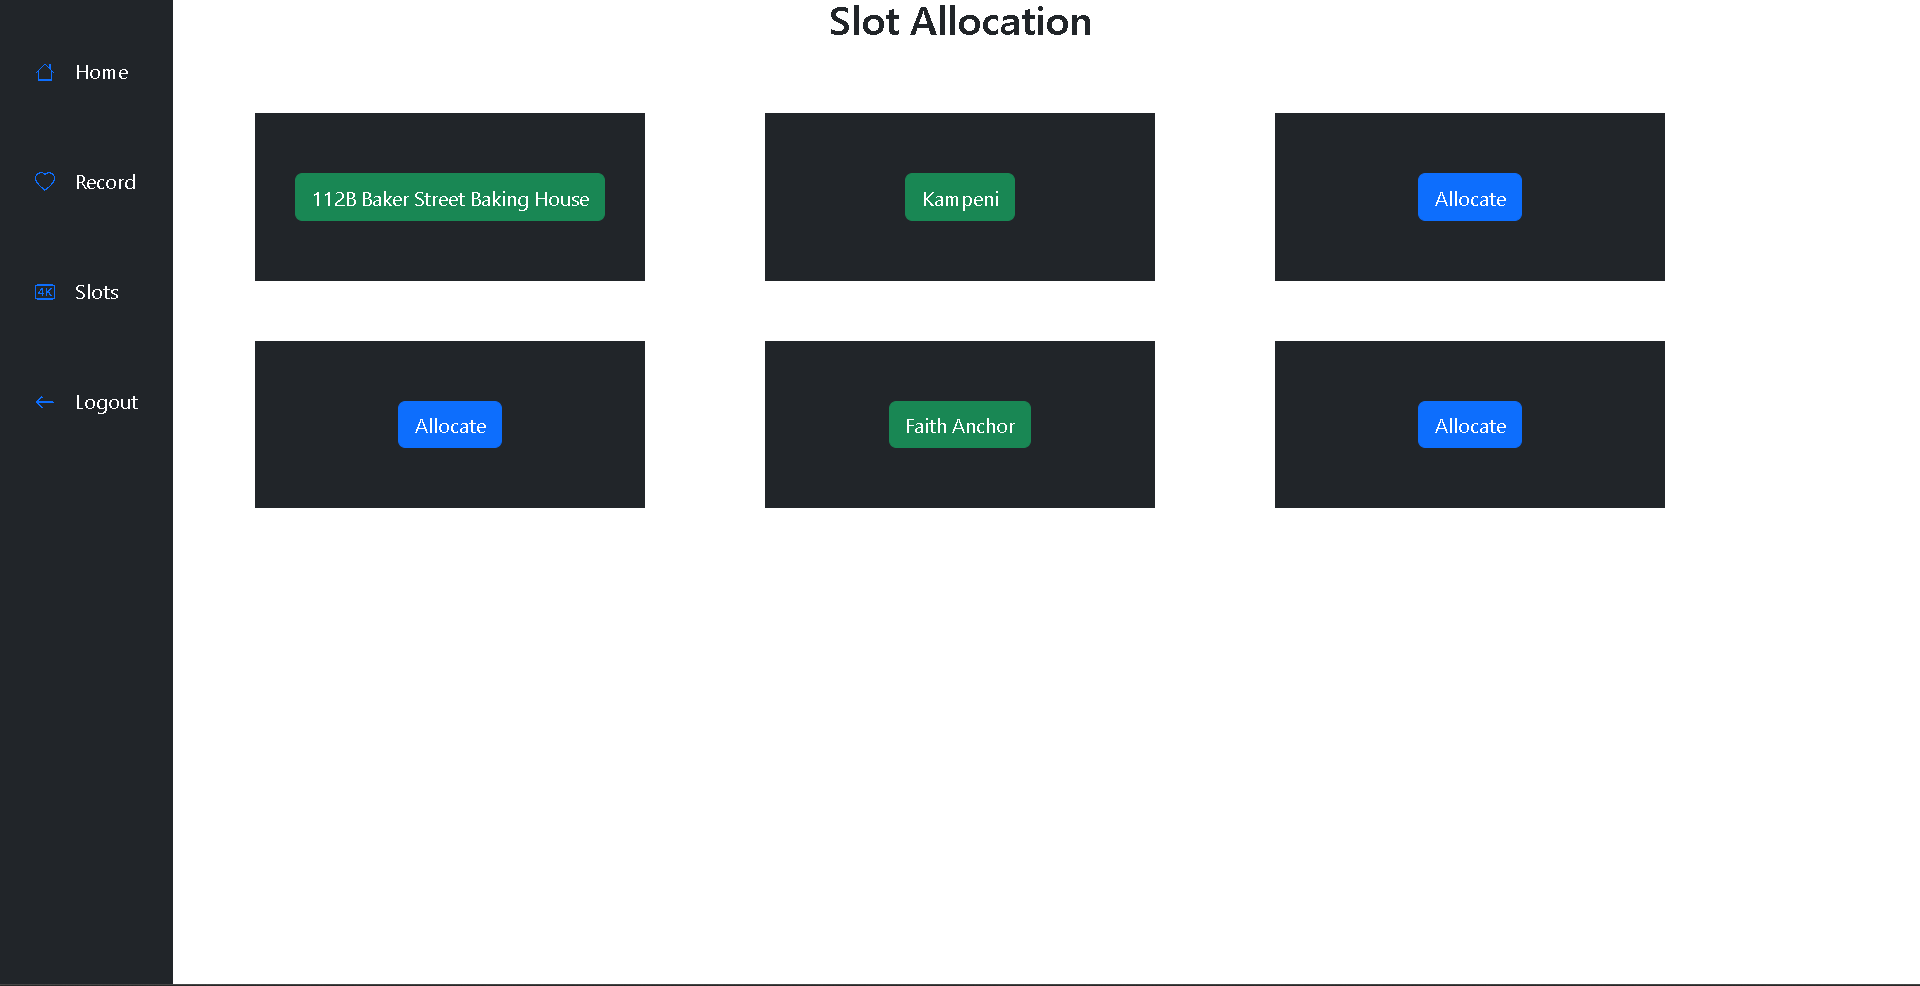 Slot Allocation
Home
Record
4K
Slots
Logout
112B Baker Street Baking House
Kampeni
Allocate
Allocate
Faith Anchor
Allocate